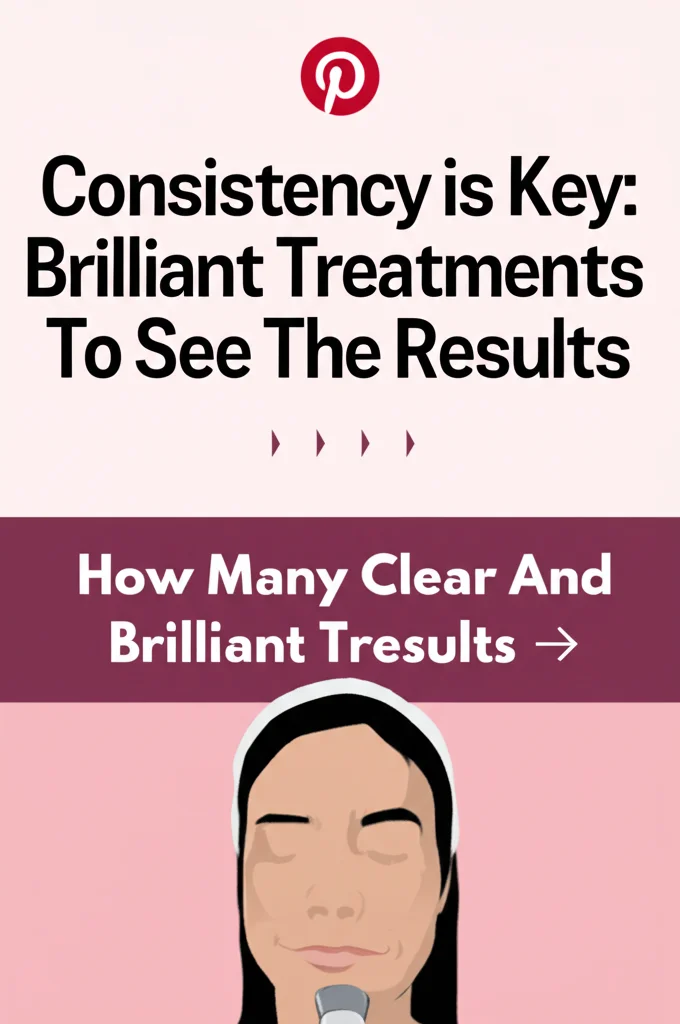 Consistency is Key:
Brilliant Treatments
To See The Results
How Many Clear And
Brilliant Tresults →